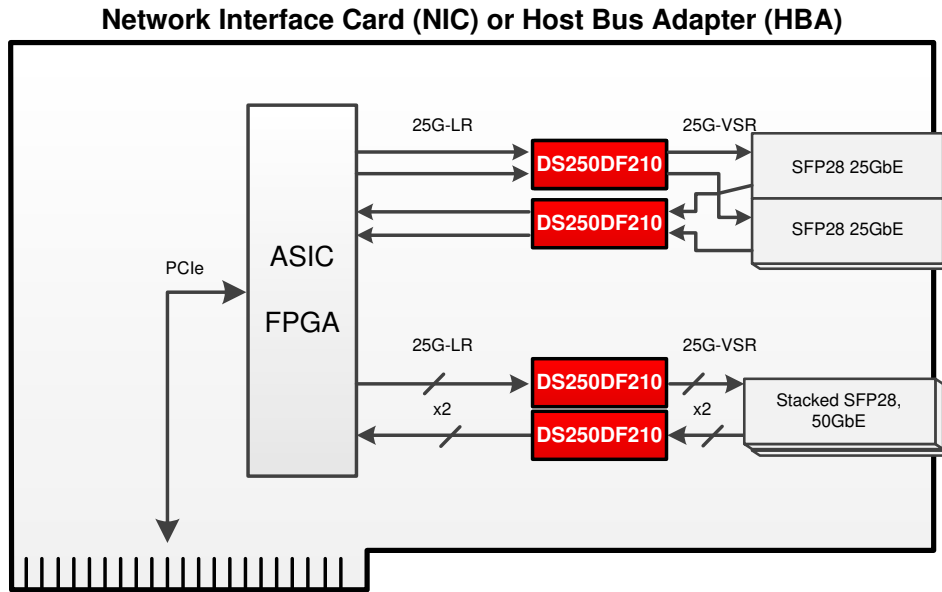 Network Interface Card (NIC) or Host Bus Adapter (HBA)
25G-LR
25G-VSR
DS250DF210
SFP28 25GbE
DS250DF210
SFP28 25GbE
ASIC
FPGA
PCIe
25G-LR
25G-VSR
DS250DF210
x2
x2
DS250DF210
Stacked SFP28,
50GbE